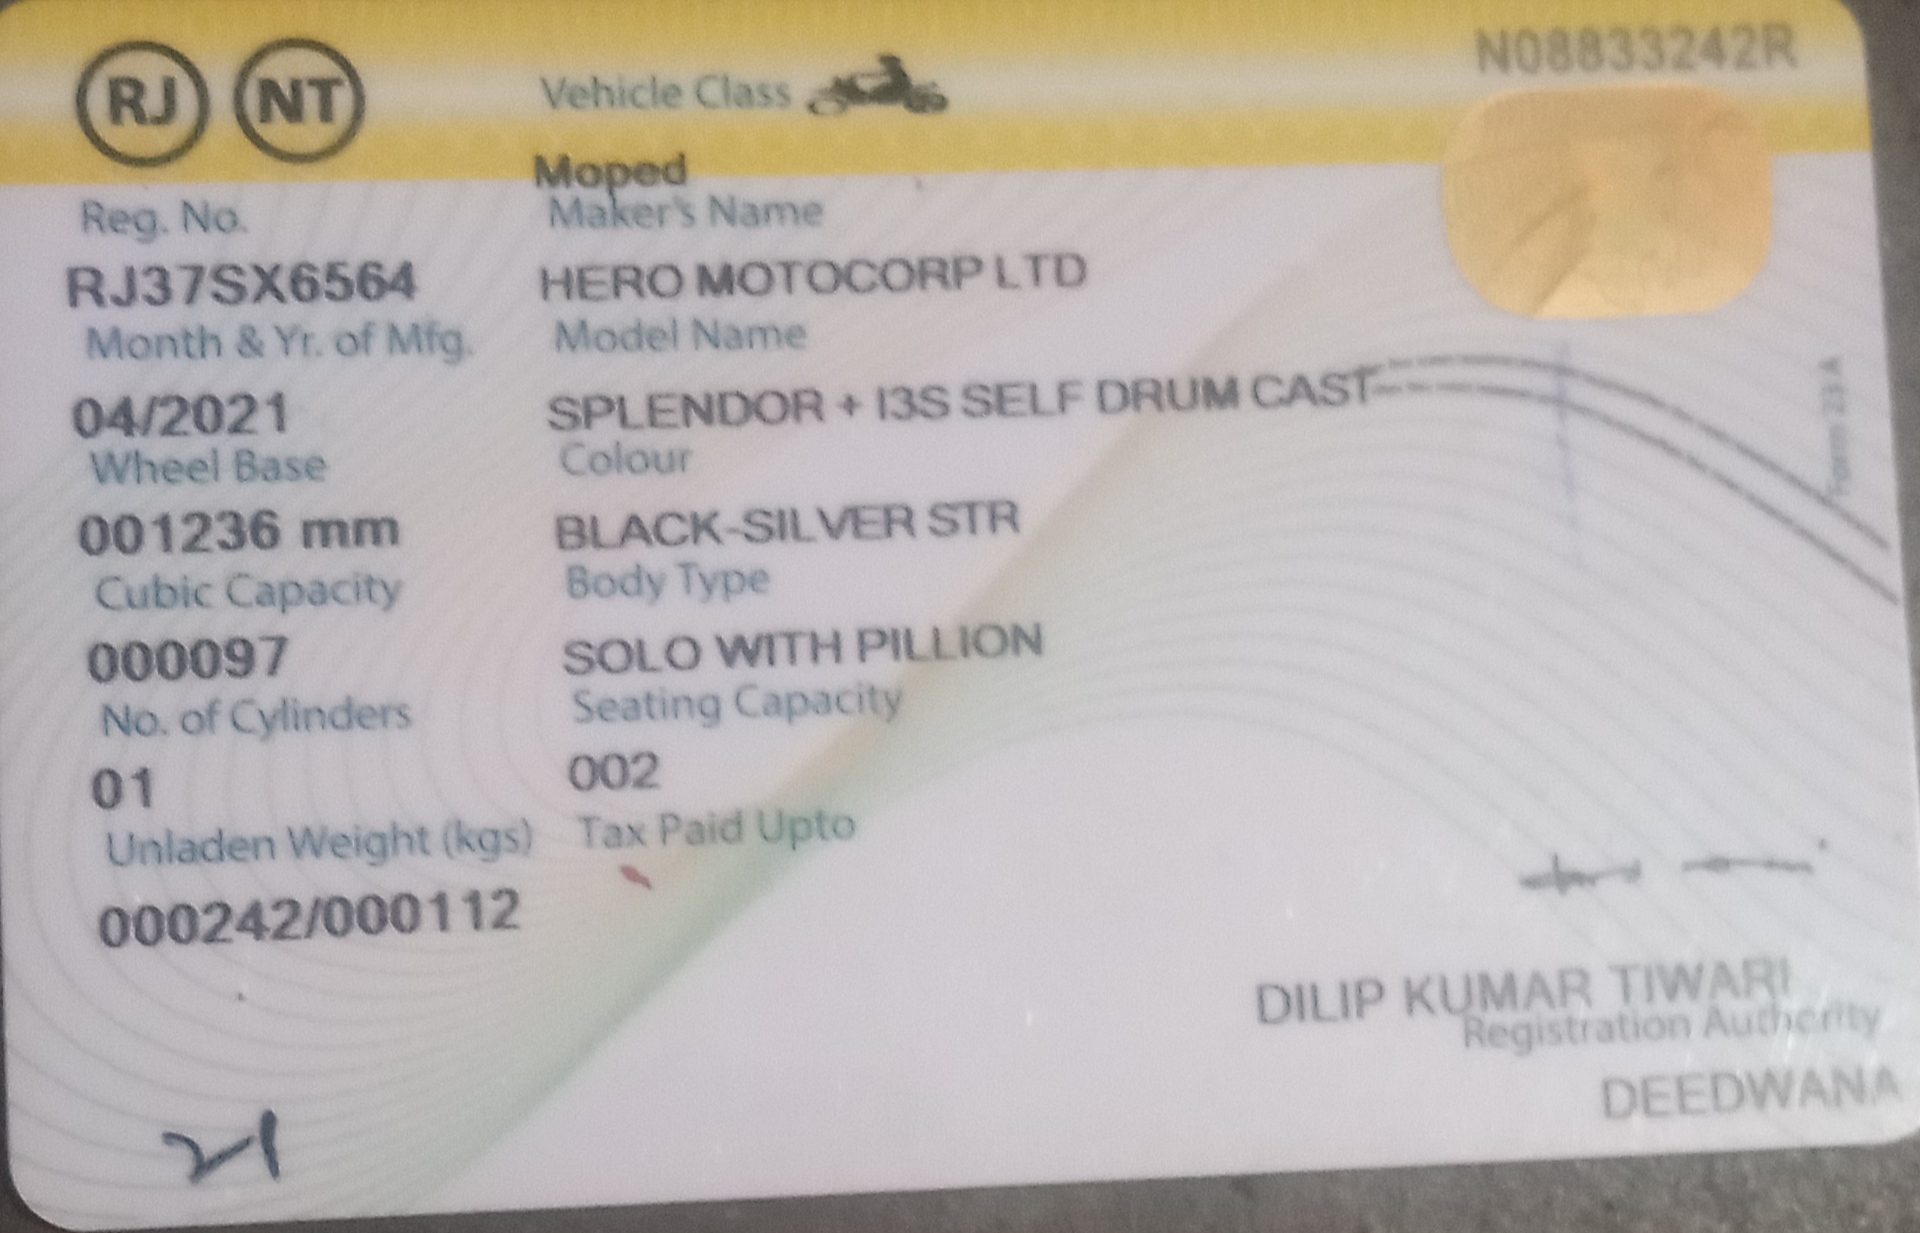 RJ NT Vehicle Class N08833242R
Moped
Reg. No. Maker's Name
RJ37SX6564 HERO MOTOCORP LTD
Month & Yr. of Mfg. Model Name
04/2021 SPLENDOR + I3S SELF DRUM CAST
Wheel Base Colour
001236 mm BLACK-SILVER STR
Cubic Capacity Body Type
000097 SOLO WITH PILLION
No. of Cylinders Seating Capacity
01 002
Unladen Weight (kgs) Tax Paid Upto
000242/000112
Form 23 A
DILIP KUMAR TIWARI
Registration Authority
DEEDWANA
21